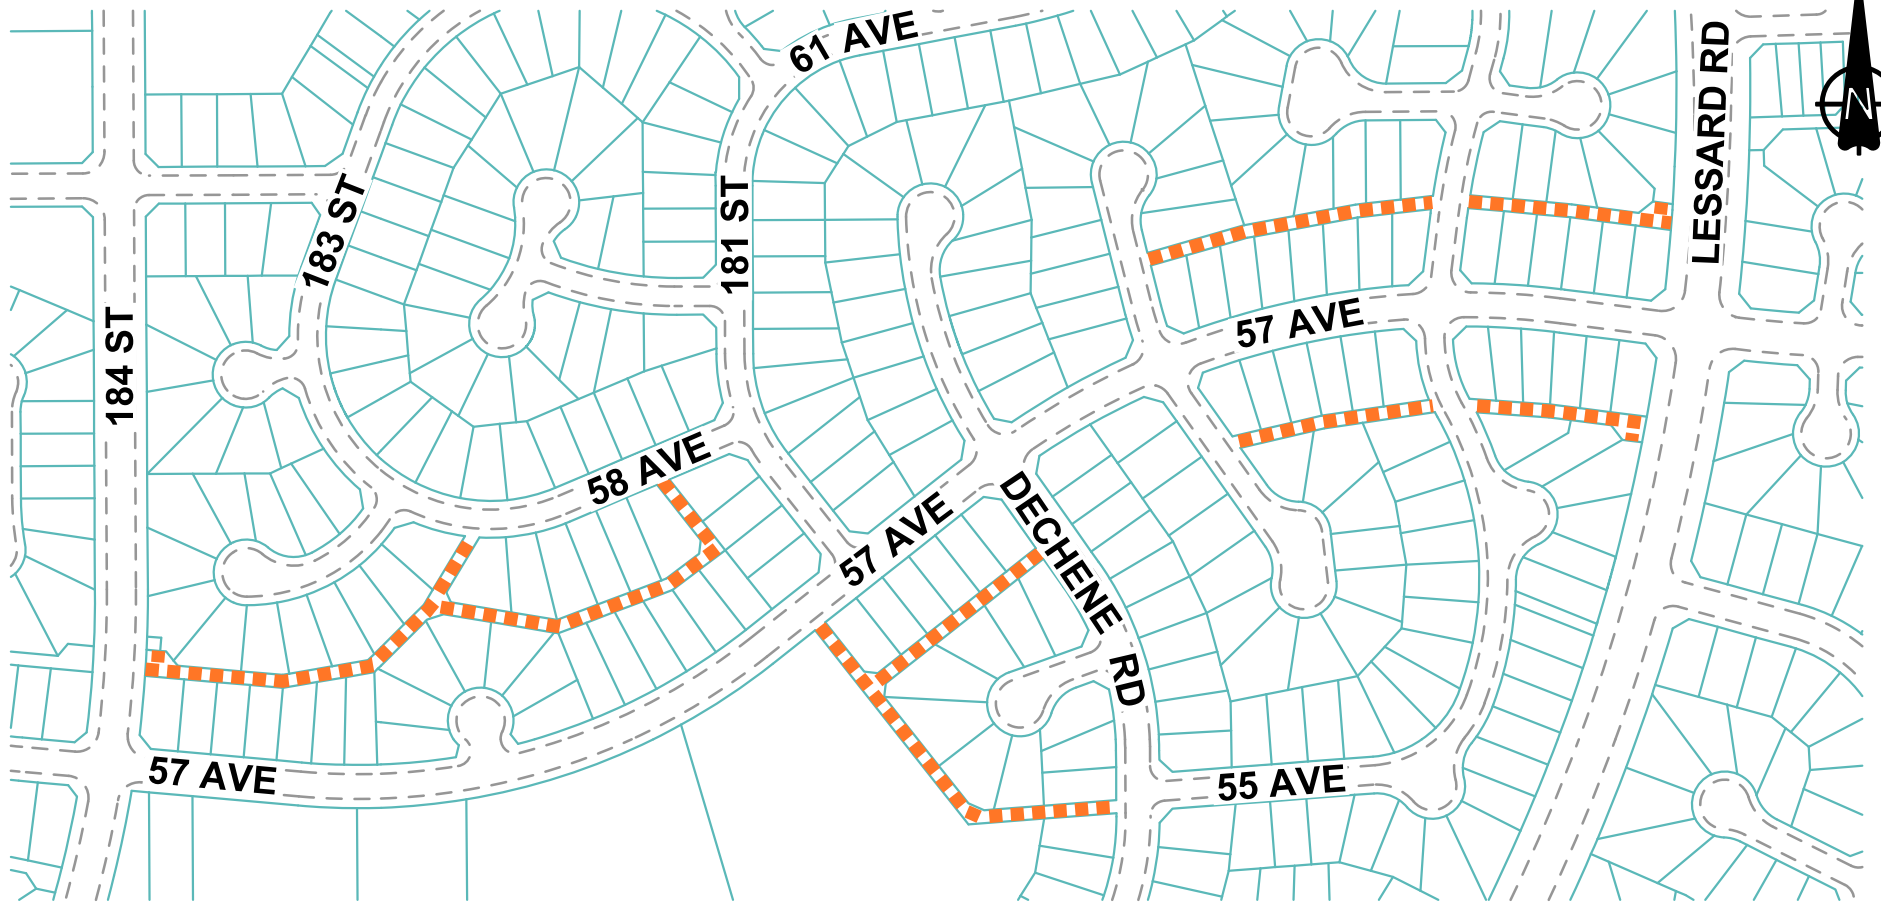 61 AVE
LESSARD RD
N
183 ST
181 ST
57 AVE
184 ST
58 AVE
57 AVE
DECHENE RD
57 AVE
55 AVE